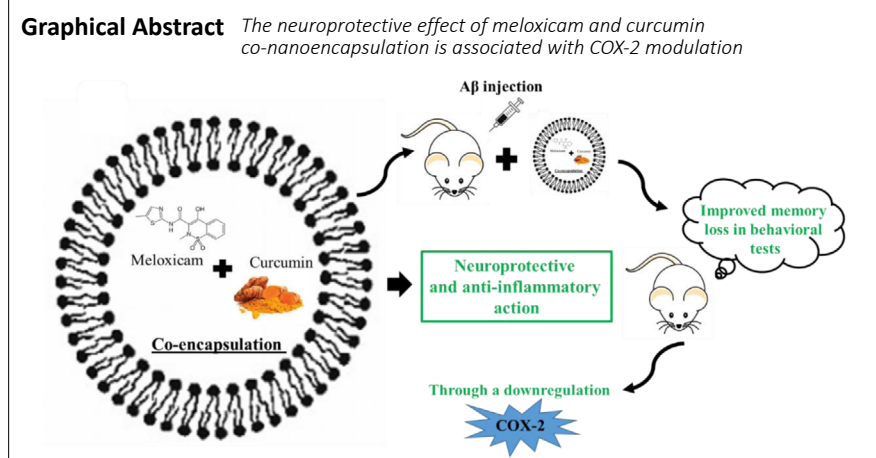 Graphical Abstract
The neuroprotective effect of meloxicam and curcumin
co-nanoencapsulation is associated with COX-2 modulation
Aβ injection
Meloxicam
+
Curcumin
Co-encapsulation
+
Improved memory
loss in behavioral
tests
Neuroprotective
and anti-inflammatory
action
Through a downregulation
COX-2